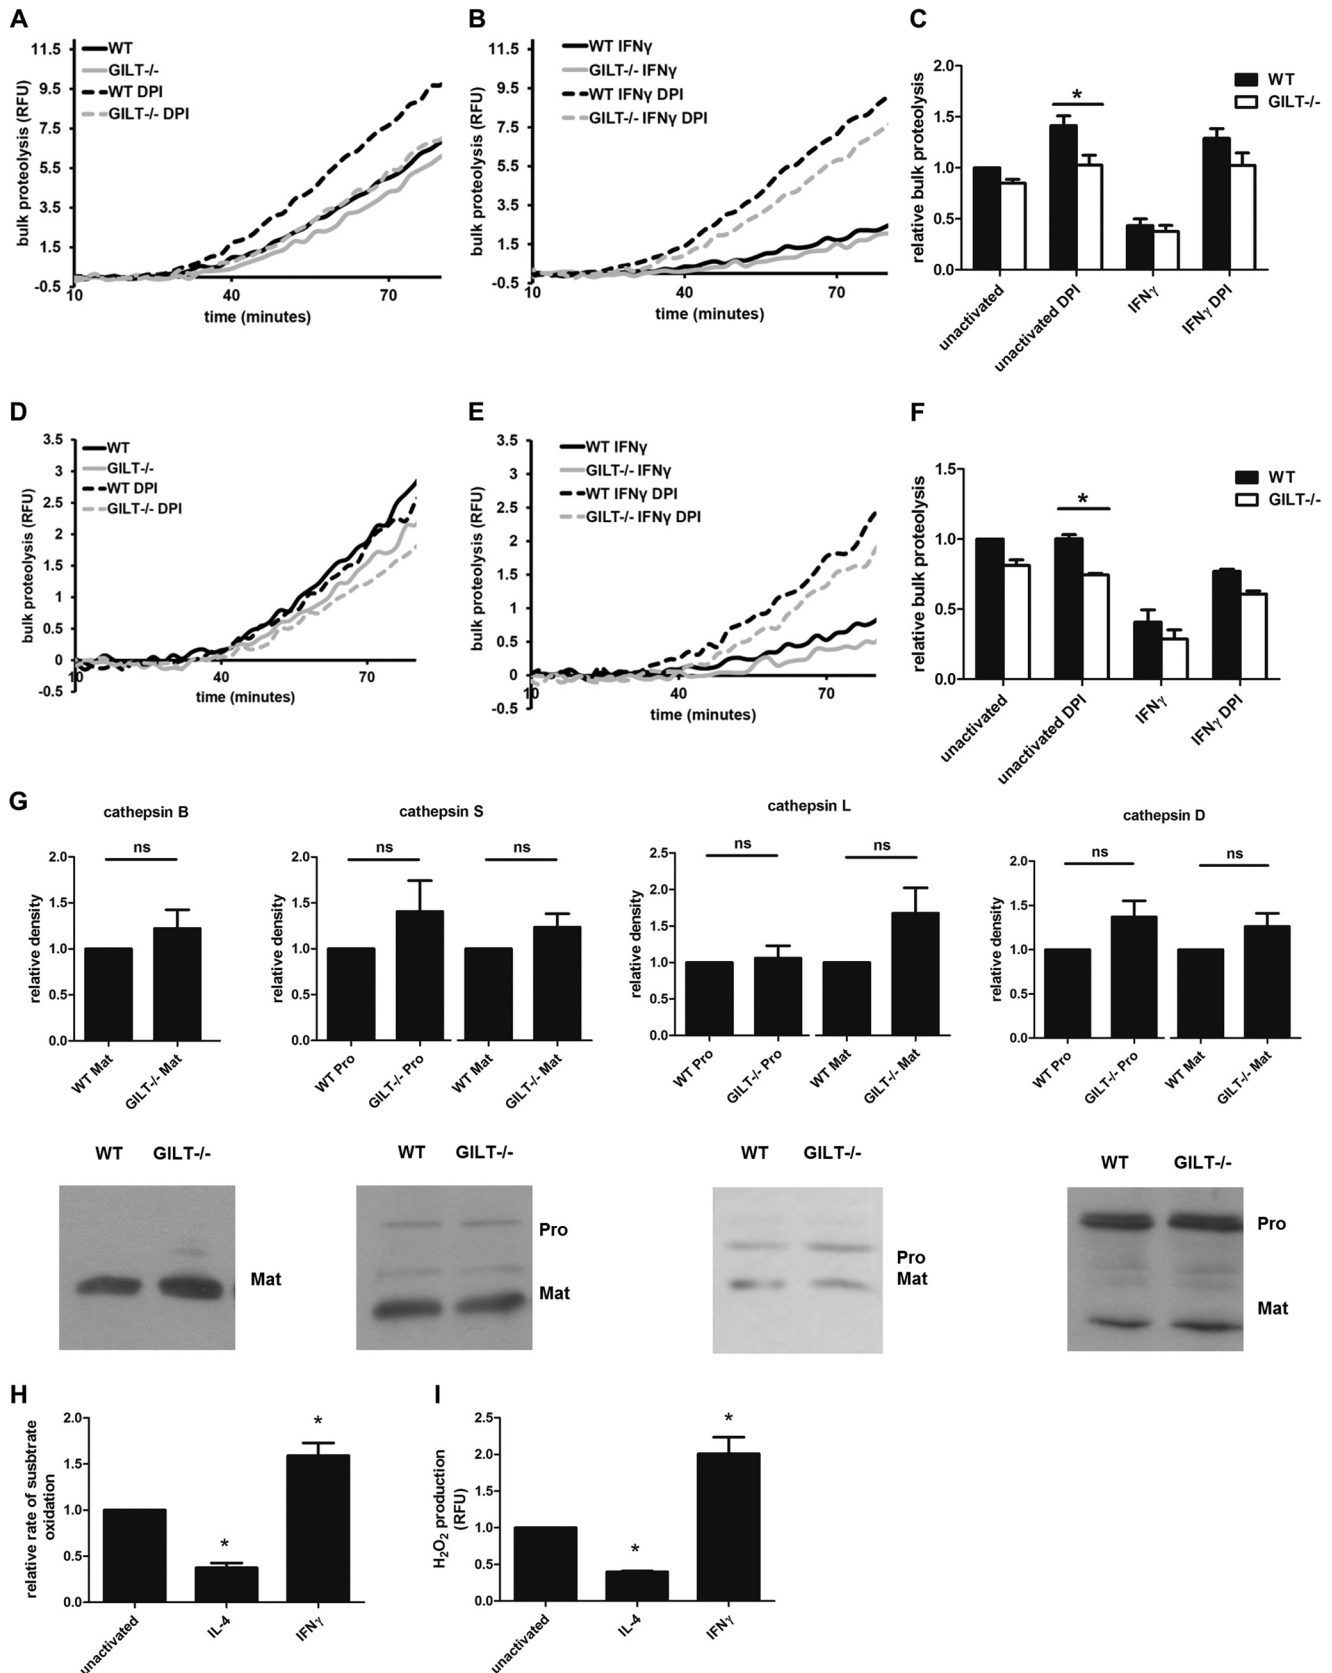 A
bulk proteolysis (RFU)
11.5
9.5
7.5
5.5
3.5
1.5
-0.5
10
40
70
time (minutes)
WT
GILT-/-
WT DPI
GILT-/- DPI
B
bulk proteolysis (RFU)
11.5
9.5
7.5
5.5
3.5
1.5
-0.5
10
40
70
time (minutes)
WT IFNγ
GILT-/- IFNγ
WT IFNγ DPI
GILT-/- IFNγ DPI
C
relative bulk proteolysis
2.0
1.5
1.0
0.5
0.0
*
WT
GILT-/-
unactivated
unactivated DPI
IFNγ
IFNγ DPI
D
bulk proteolysis (RFU)
3.5
3
2.5
2
1.5
1
0.5
0
-0.5
10
40
70
time (minutes)
WT
GILT-/-
WT DPI
GILT-/- DPI
E
bulk proteolysis (RFU)
3.5
3
2.5
2
1.5
1
0.5
0
-0.5
10
40
70
time (minutes)
WT IFNγ
GILT-/- IFNγ
WT IFNγ DPI
GILT-/- IFNγ DPI
F
relative bulk proteolysis
1.5
1.0
0.5
0.0
*
WT
GILT-/-
unactivated
unactivated DPI
IFNγ
IFNγ DPI
G
cathepsin B
relative density
2.0
1.5
1.0
0.5
0.0
ns
WT Mat
GILT-/- Mat
cathepsin S
relative density
2.0
1.5
1.0
0.5
0.0
ns
ns
WT Pro
GILT-/- Pro
WT Mat
GILT-/- Mat
cathepsin L
relative density
2.5
2.0
1.5
1.0
0.5
0.0
ns
ns
WT Pro
GILT-/- Pro
WT Mat
GILT-/- Mat
cathepsin D
relative density
2.0
1.5
1.0
0.5
0.0
ns
ns
WT Pro
GILT-/- Pro
WT Mat
GILT-/- Mat
WT GILT-/-
Mat
WT GILT-/-
Pro
Mat
WT GILT-/-
Pro
Mat
WT GILT-/-
Pro
Mat
H
relative rate of susbtrate
oxidation
2.0
1.5
1.0
0.5
0.0
*
*
unactivated
IL-4
IFNγ
I
H₂O₂ production
(RFU)
2.5
2.0
1.5
1.0
0.5
0.0
*
*
unactivated
IL-4
IFNγ